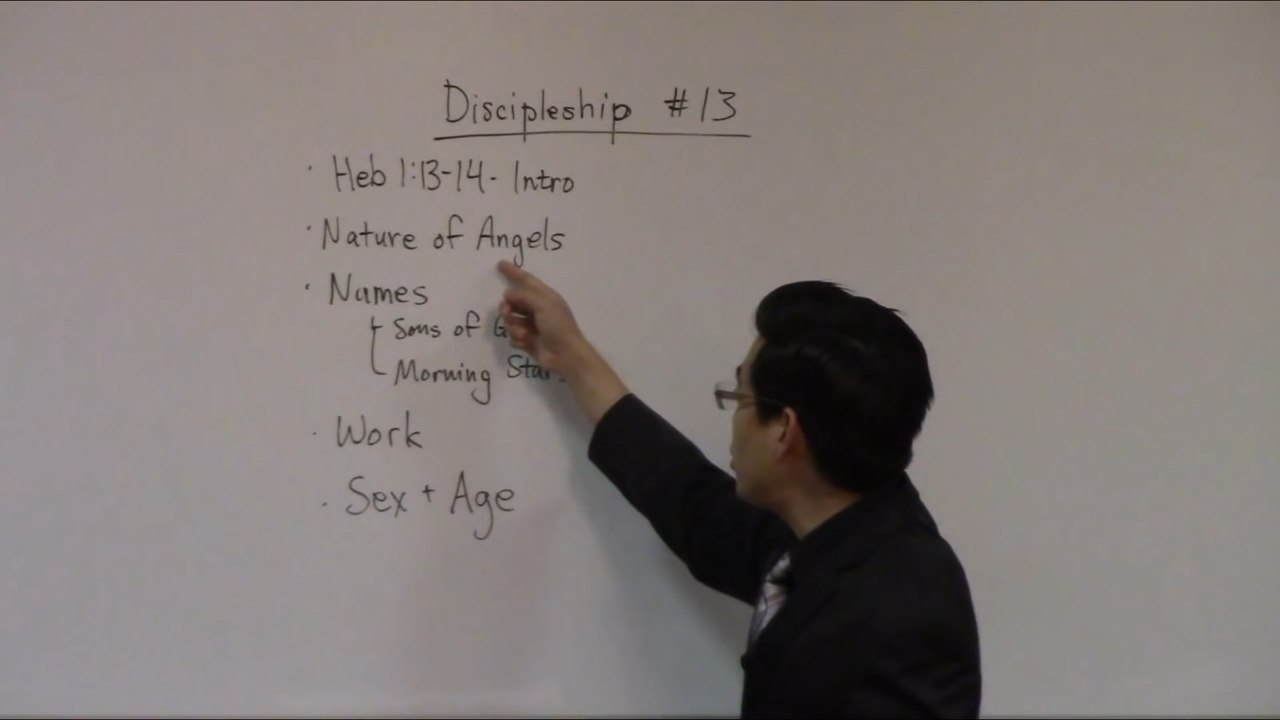 Discipleship #13
· Heb 1:13-14- Intro
· Nature of Angels
· Names
Sons of
Morning
· Work
· Sex + Age